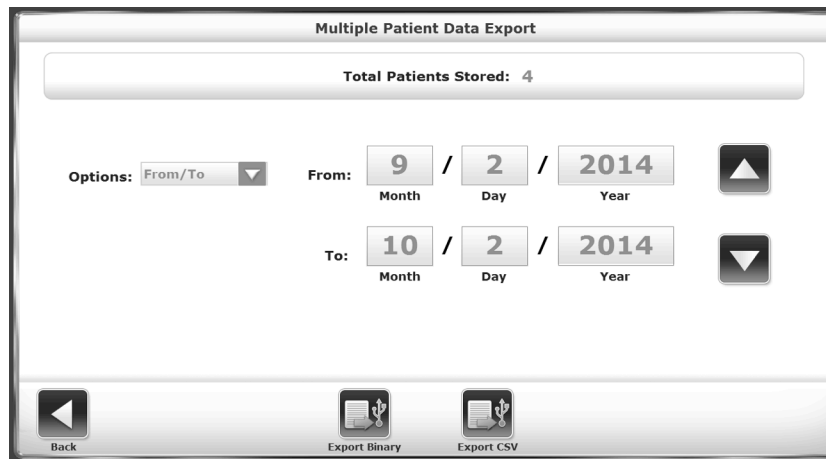 Multiple Patient Data Export
Total Patients Stored: 4
Options: From/To From: 9 / 2 / 2014
Month Day Year
To: 10 / 2 / 2014
Month Day Year
Back Export Binary Export CSV